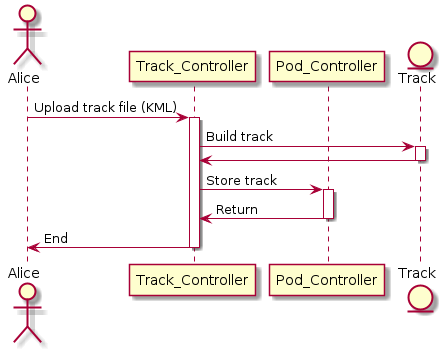 Alice
Track_Controller
Pod_Controller
Track
Upload track file (KML)
Build track
Store track
Return
End
Alice
Track_Controller
Pod_Controller
Track